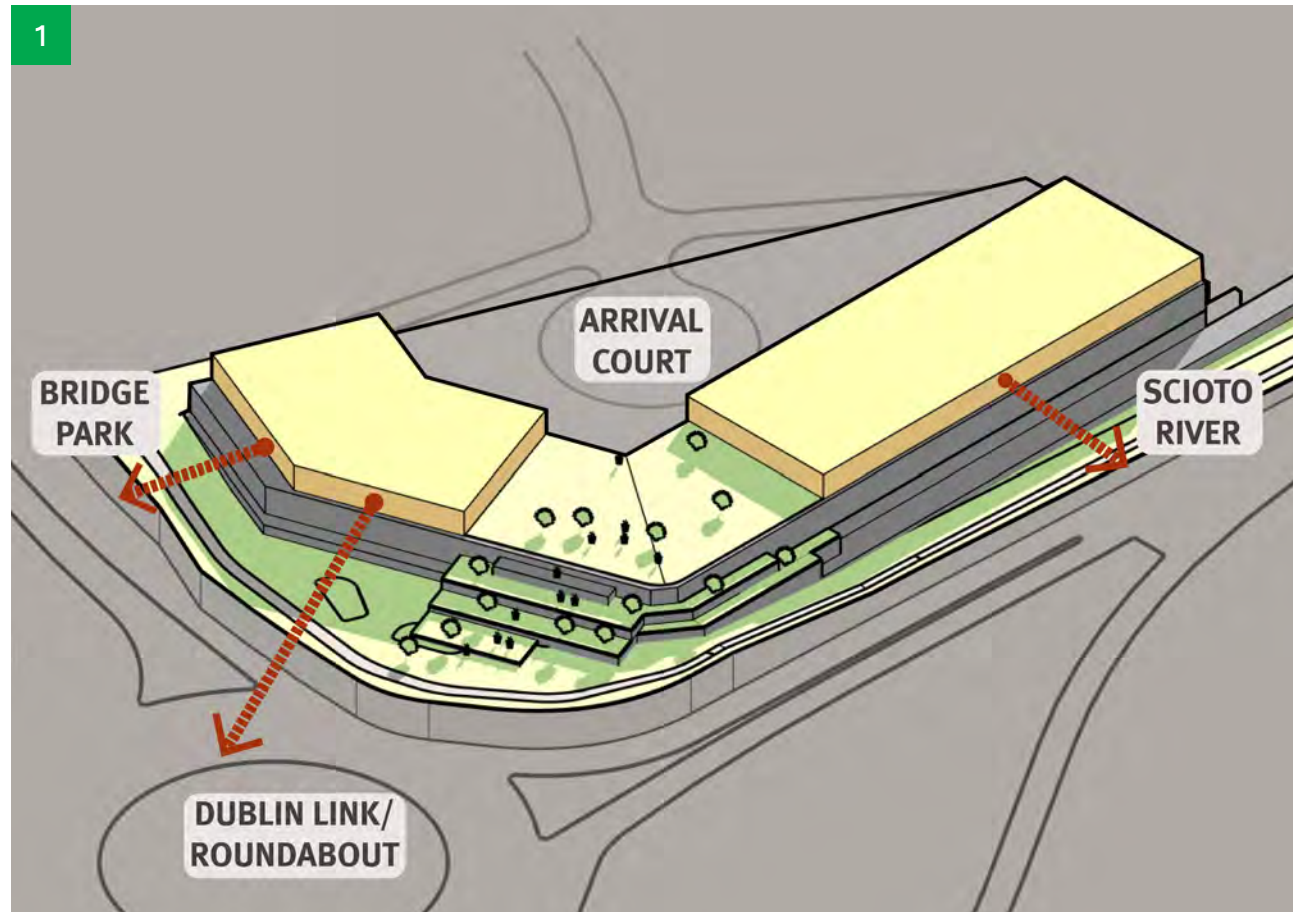 1
ARRIVAL
COURT
BRIDGE
PARK
SCIOTO
RIVER
DUBLIN LINK/
ROUNDABOUT